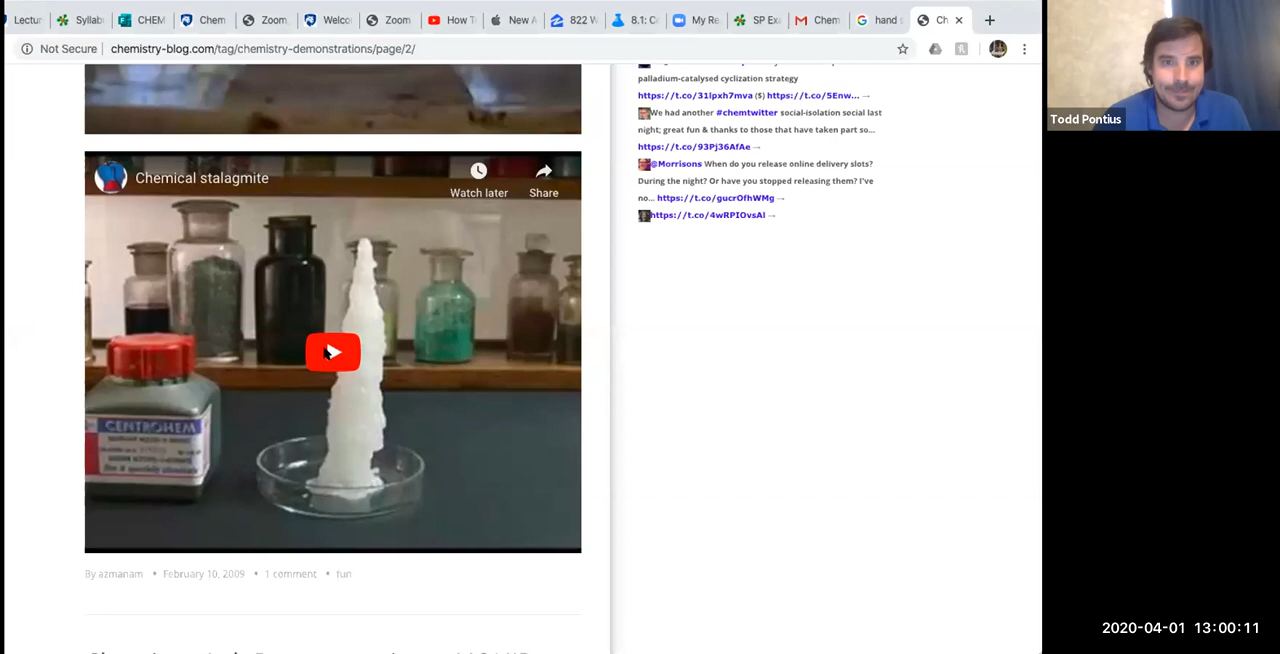 Lectur
Syllab
CHEM
Chem
Zoom
Welco
Zoom
How T
New A
822 W
8.1: C
My Re
SP Exa
Chem
hand s
Ch
Not Secure
chemistry-blog.com/tag/chemistry-demonstrations/page/2/
Todd Pontius
palladium-catalysed cyclization strategy
https://t.co/31lpxh7mva ($) https://t.co/5Enw... →
We had another #chemtwitter social-isolation social last
night; great fun & thanks to those that have taken part so...
https://t.co/93Pj36AfAe →
@Morrisons When do you release online delivery slots?
During the night? Or have you stopped releasing them? I've
no... https://t.co/gucrOfhWMg →
https://t.co/4wRPIOvsAl →
Chemical stalagmite
Watch later
Share
CENTROHEM
By azmanam • February 10, 2009 • 1 comment • fun
2020-04-01 13:00:11